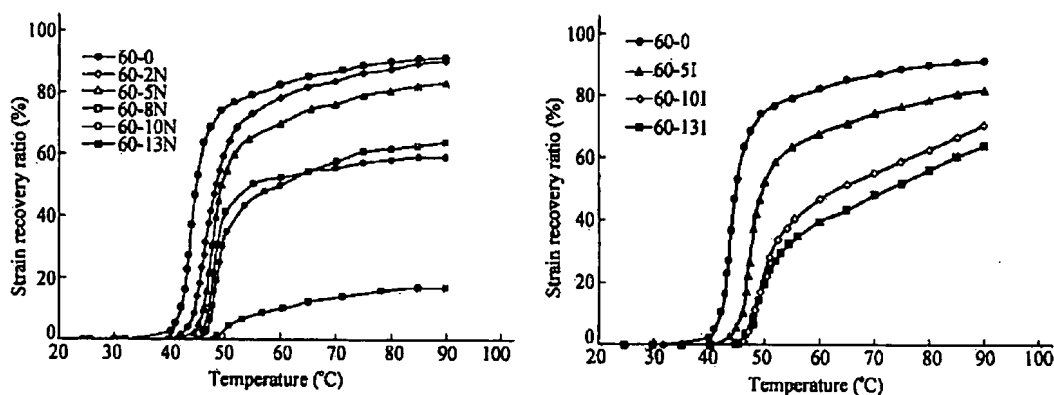 100
80
60
40
20
0
Strain recovery ratio (%)
60-0
60-2N
60-5N
60-8N
60-10N
60-13N
20 30 40 50 60 70 80 90 100
Temperature (°C)
100
80
60
40
20
0
Strain recovery ratio (%)
60-0
60-5I
60-10I
60-13I
20 30 40 50 60 70 80 90 100
Temperature (°C)